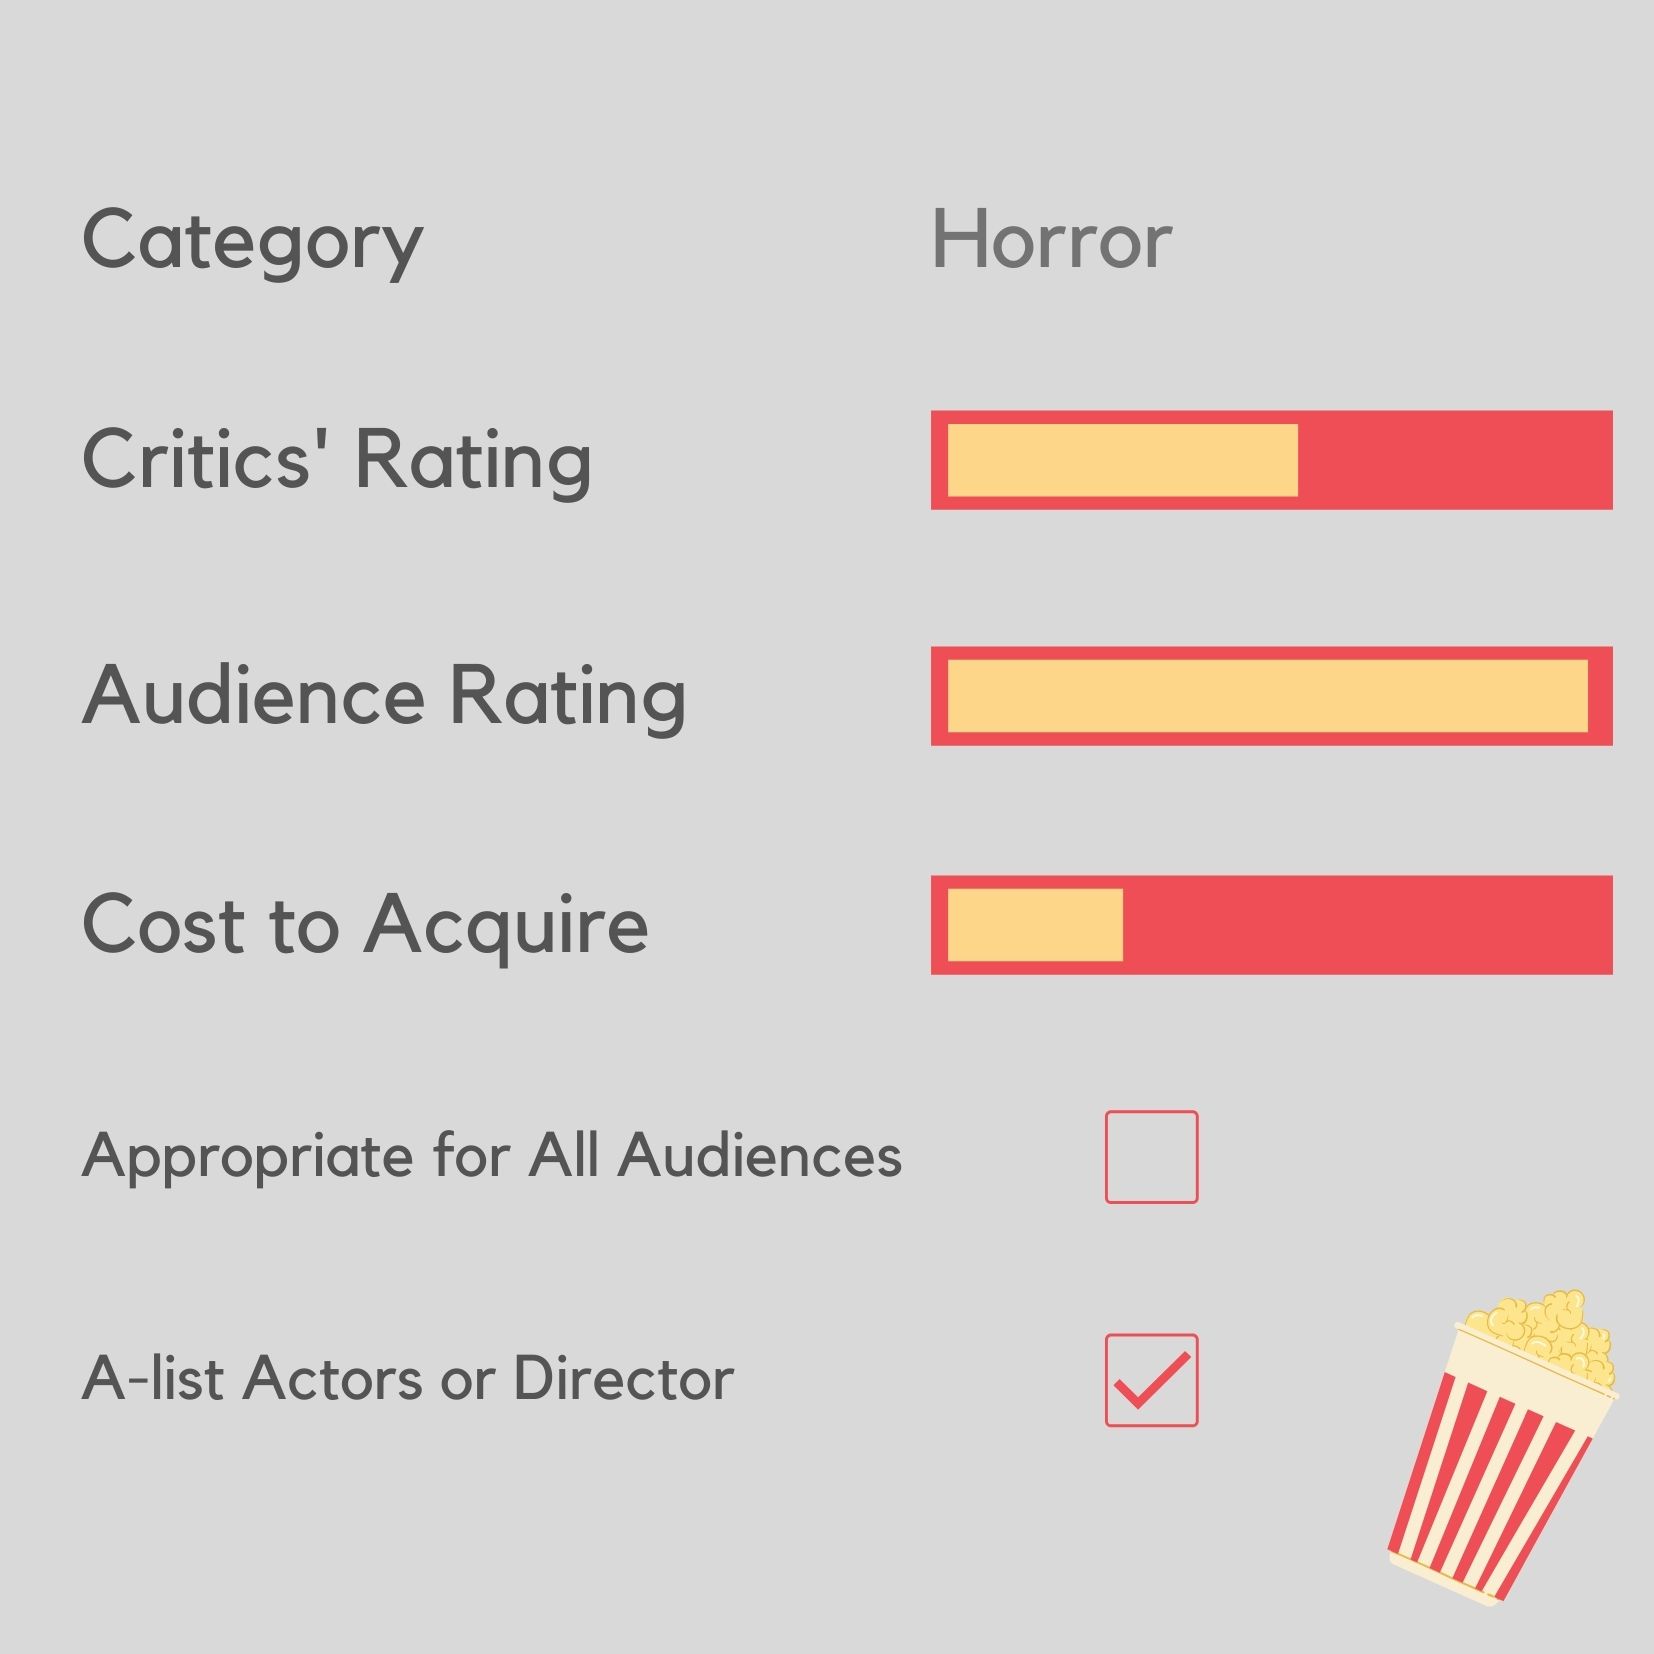 Category Horror
Critics' Rating
Audience Rating
Cost to Acquire
Appropriate for All Audiences
A-list Actors or Director